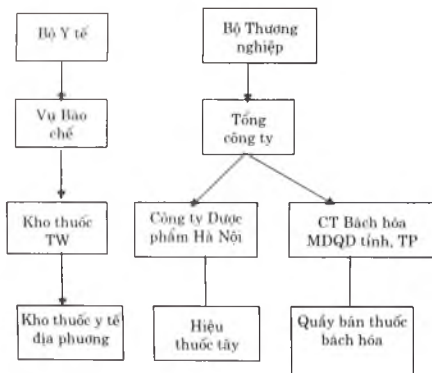 Bộ Y tế
Bộ Thương
nghiệp
Vụ Bào
chế
Tổng
công ty
Kho thuốc
TW
Công ty Dược
phẩm Hà Nội
CT Bách hóa
MDQD tỉnh, TP
Kho thuốc y tế
địa phương
Hiệu
thuốc tây
Quầy bán thuốc
bách hóa